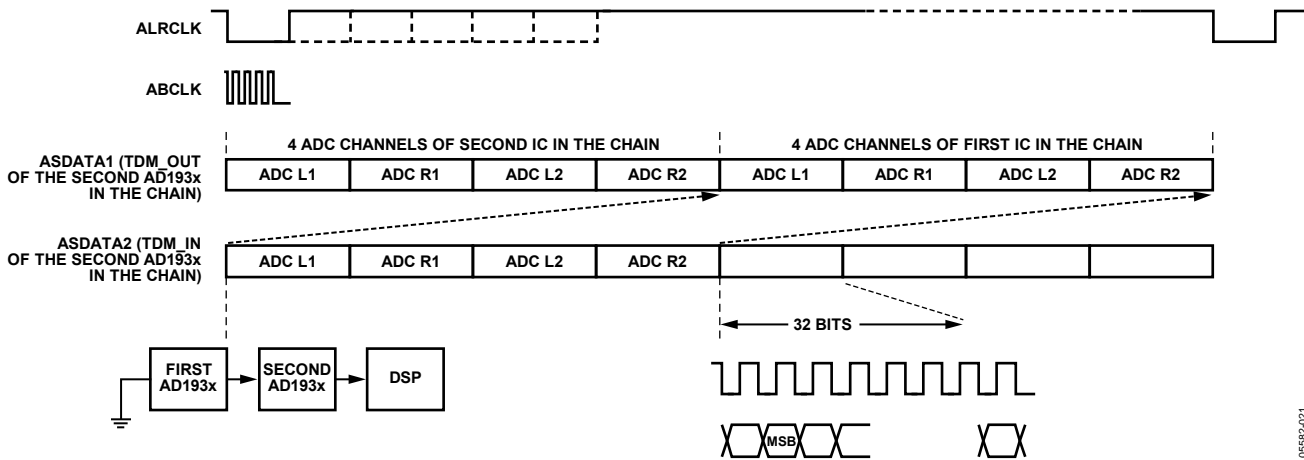 ALRCLK
ABCLK
4 ADC CHANNELS OF SECOND IC IN THE CHAIN
4 ADC CHANNELS OF FIRST IC IN THE CHAIN
ASDATA1 (TDM_OUT
OF THE SECOND AD193x
IN THE CHAIN)
ADC L1
ADC R1
ADC L2
ADC R2
ADC L1
ADC R1
ADC L2
ADC R2
ASDATA2 (TDM_IN
OF THE SECOND AD193x
IN THE CHAIN)
ADC L1
ADC R1
ADC L2
ADC R2
32 BITS
FIRST
AD193x
SECOND
AD193x
DSP
MSB
05582-021